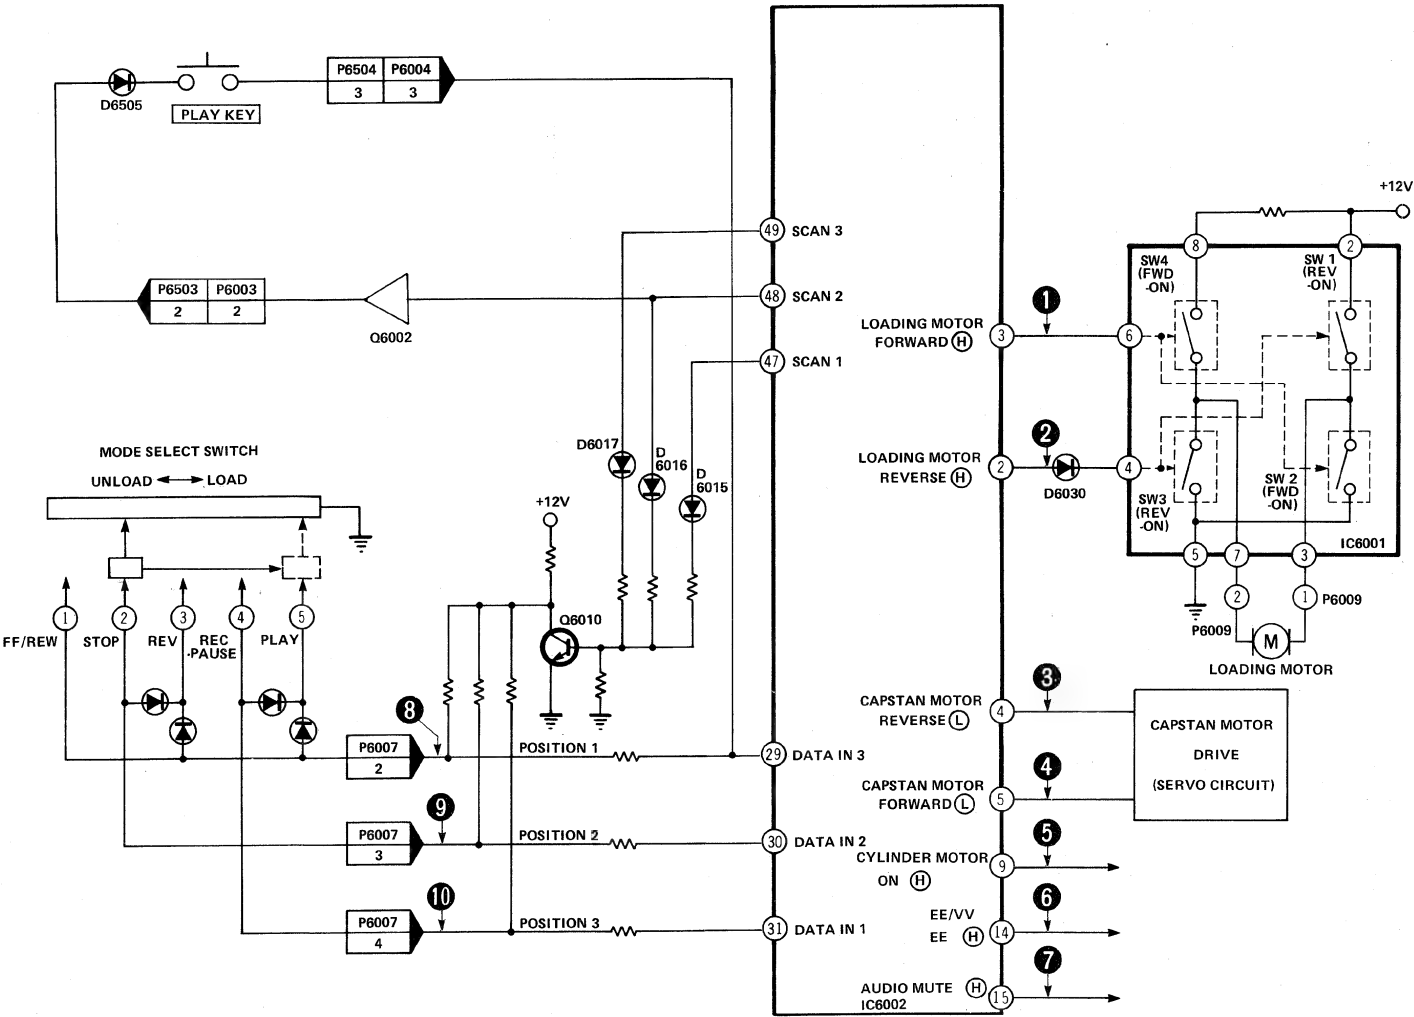 D6505
PLAY KEY
P6504 P6004
3 3
P6503 P6003
2 2
Q6002
49 SCAN 3
48 SCAN 2
47 SCAN 1
MODE SELECT SWITCH
UNLOAD LOAD
1 2 3 4 5
FF/REW STOP REV REC -PAUSE PLAY
+12V
D6017
D 6016
D 6015
Q6010
8
P6007
2
POSITION 1
29 DATA IN 3
9
P6007
3
POSITION 2
30 DATA IN 2
10
P6007
4
POSITION 3
31 DATA IN 1
LOADING MOTOR
FORWARD H
3
1
6
LOADING MOTOR
REVERSE H
2
2
D6030
4
CAPSTAN MOTOR
REVERSE L
4
3
CAPSTAN MOTOR
FORWARD L
5
4
CYLINDER MOTOR
ON H
9
5
EE/VV
EE H
14
6
AUDIO MUTE H
15
7
IC6002
+12V
8 2
SW4
(FWD
-ON)
SW 1
(REV
-ON)
SW3
(REV
-ON)
SW 2
(FWD
-ON)
IC6001
5 7 3
2 1 P6009
P6009
M
LOADING MOTOR
CAPSTAN MOTOR
DRIVE
(SERVO CIRCUIT)